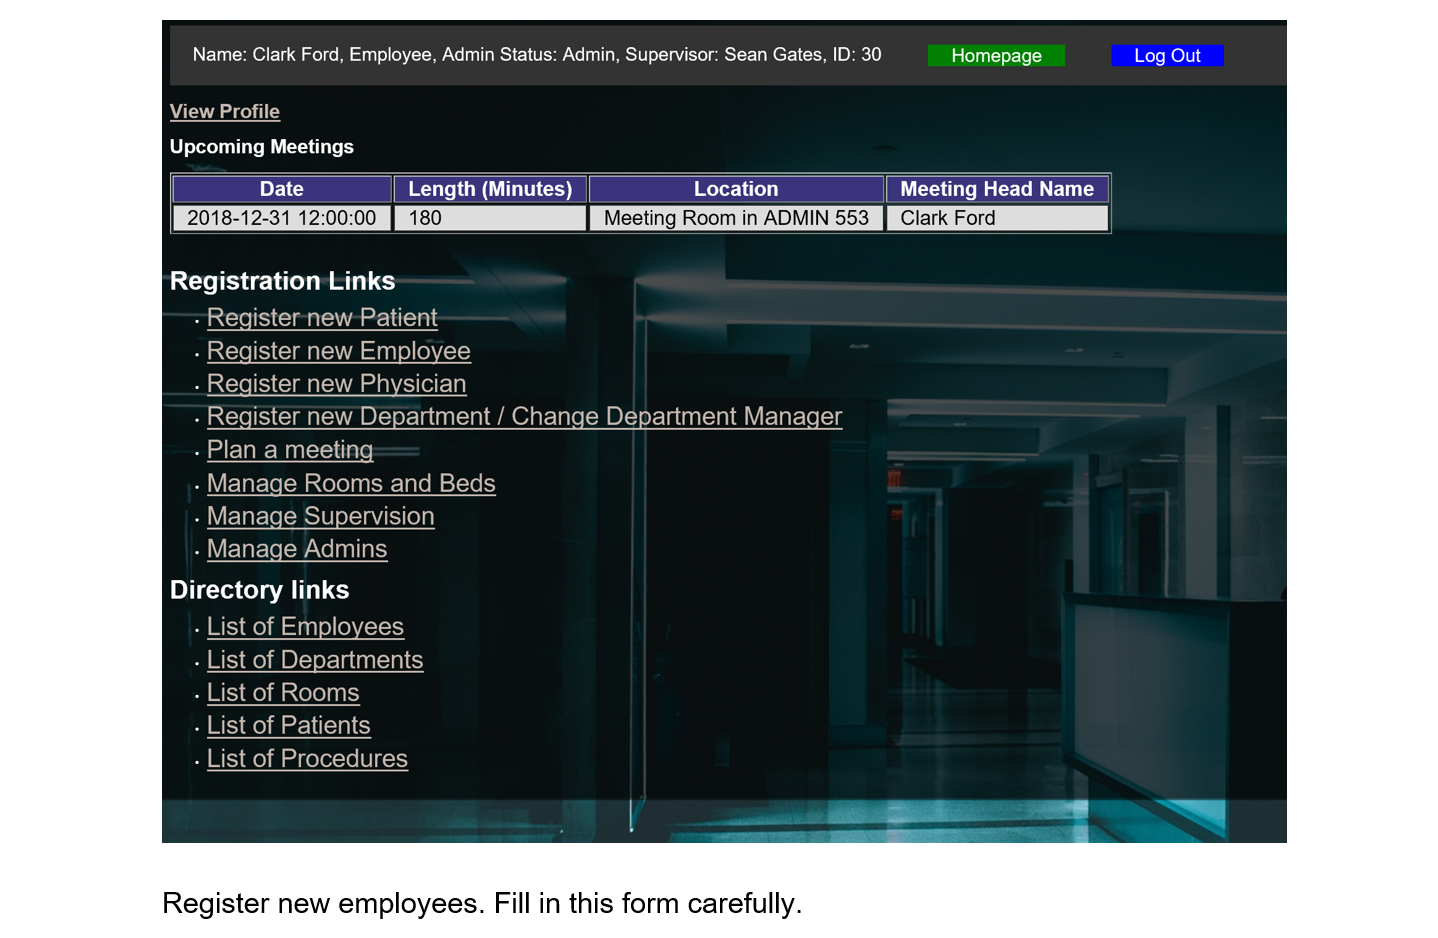 Name: Clark Ford, Employee, Admin Status: Admin, Supervisor: Sean Gates, ID: 30 Homepage Log Out
View Profile
Upcoming Meetings
Date Length (Minutes) Location Meeting Head Name
2018-12-31 12:00:00 180 Meeting Room in ADMIN 553 Clark Ford
Registration Links
Register new Patient
Register new Employee
Register new Physician
Register new Department / Change Department Manager
Plan a meeting
Manage Rooms and Beds
Manage Supervision
Manage Admins
Directory links
List of Employees
List of Departments
List of Rooms
List of Patients
List of Procedures
Register new employees. Fill in this form carefully.